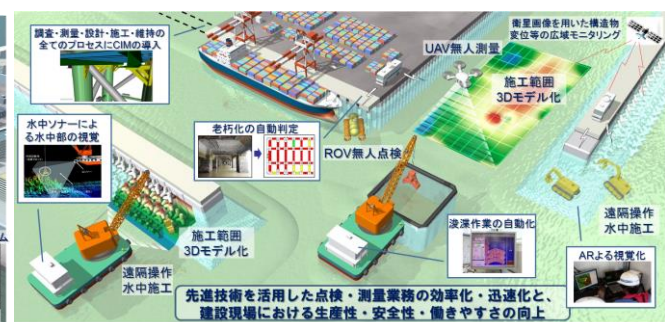 調査・測量・設計・施工・維持の
全てのプロセスにCIMの導入
衛星画像を用いた構造物
変位等の広域モニタリング
UAV無人測量
施工範囲
3Dモデル化
水中ソナーによ
る水中部の視覚
老朽化の自動判定
ROV無人点検
遠隔操作
水中施工
施工範囲
3Dモデル化
浚渫作業の自動化
ARよる視覚化
遠隔操作
水中施工
ム
先進技術を活用した点検・測量業務の効率化・迅速化と、
建設現場における生産性・安全性・働きやすさの向上